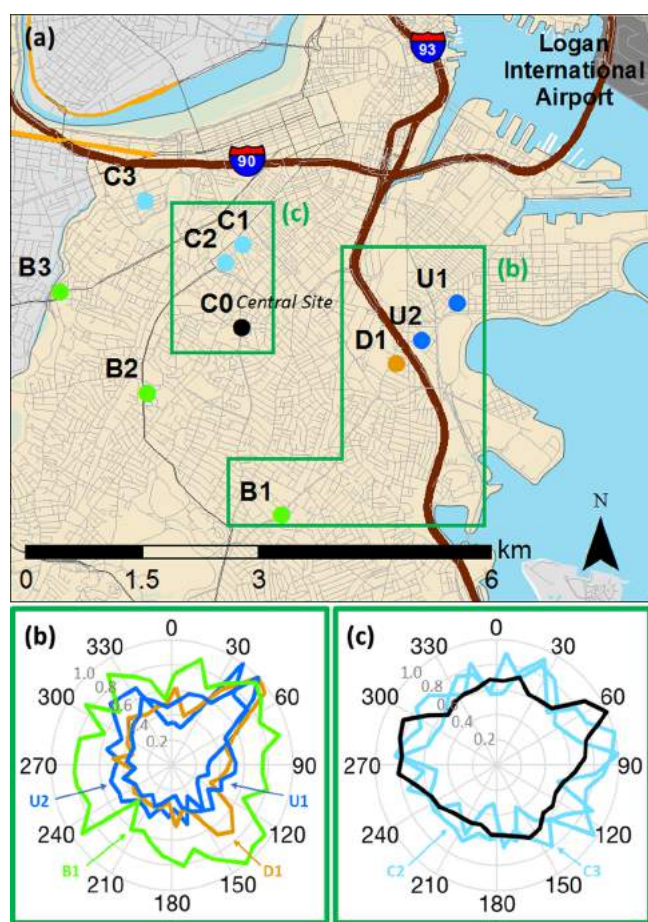 (a)
93
Logan
International
Airport
90
C3
(c)
C1
C2
B3
(b)
U1
C0 Central Site
U2
D1
B2
B1
N
km
0 1.5 3 6
(b)
0
330 30
300 60
1.0
0.8
0.6
0.4
0.2
270 90
U2 U1
240 120
B1 D1
210 150
180
(c)
0
330 30
300 60
1.0
0.8
0.6
0.4
0.2
270 90
240 120
C2 C3
210 150
180